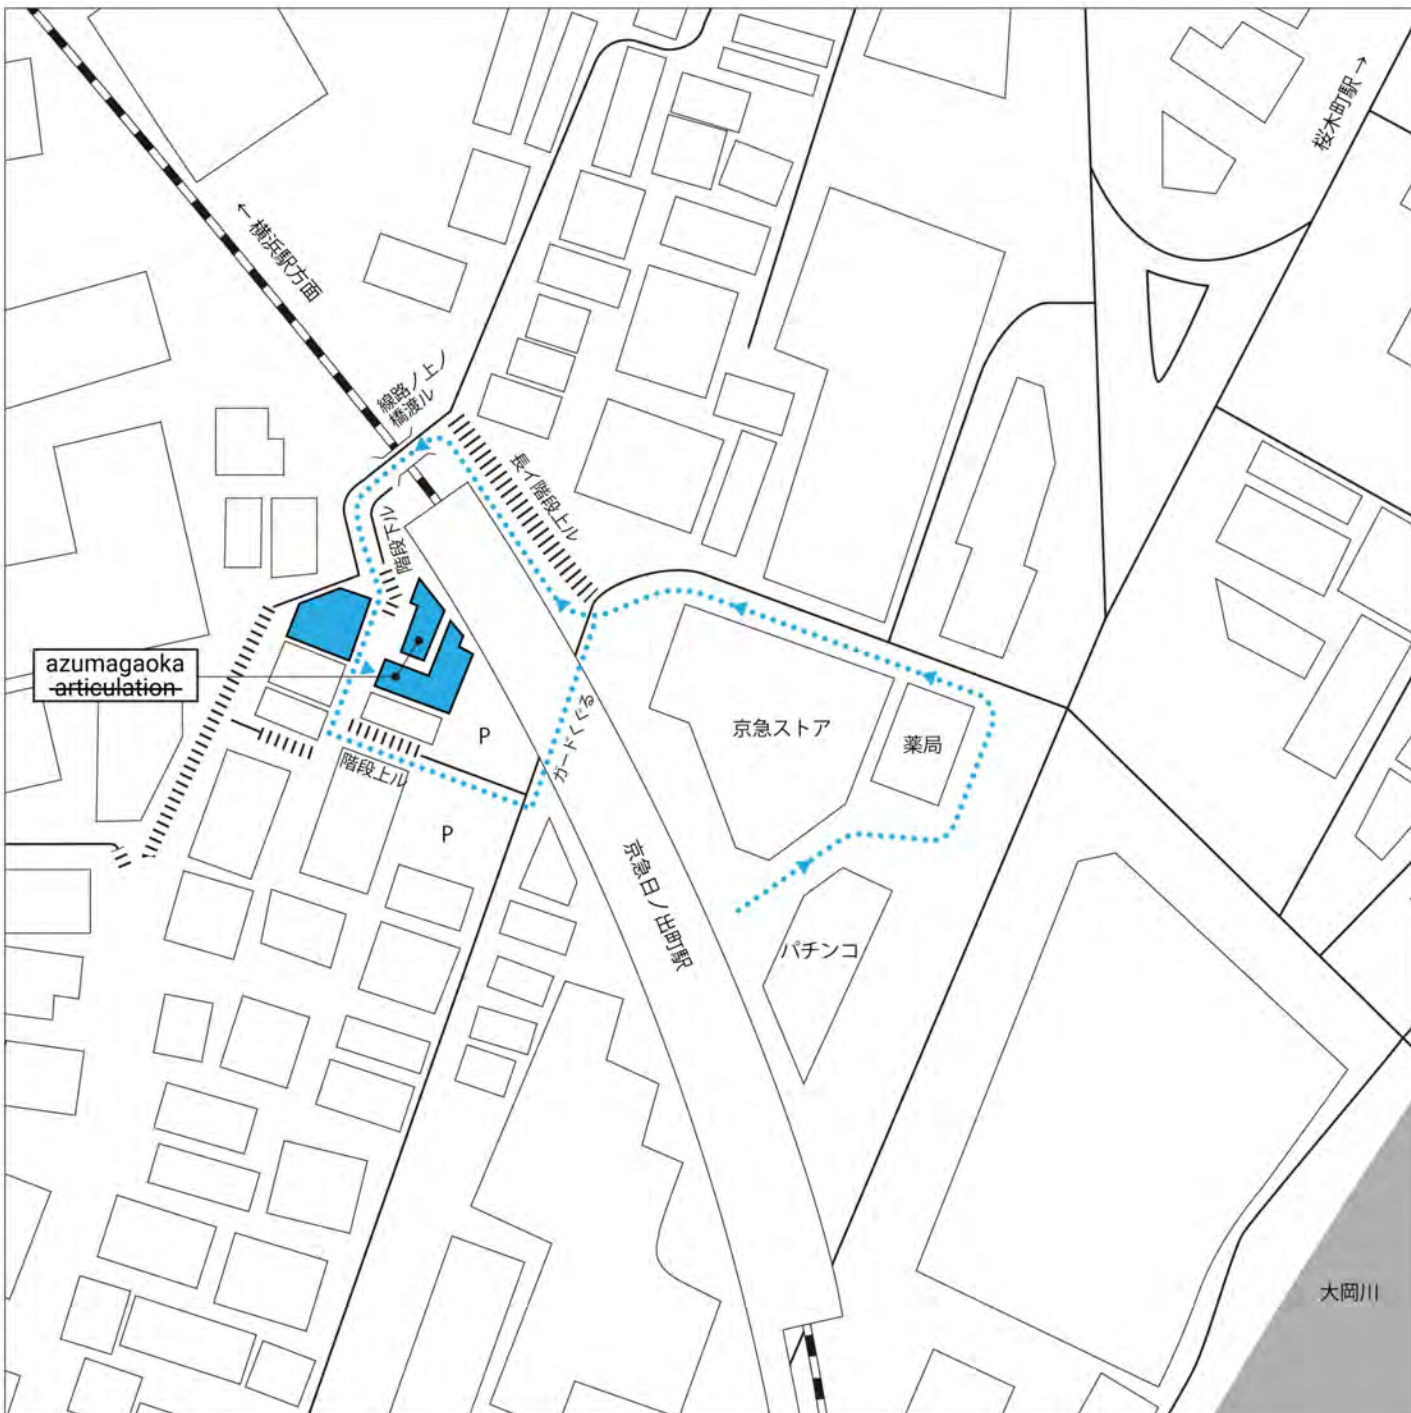 桜木町駅→
←横浜駅方面
線路ノ上ノ
橋渡ル
長イ階段上ル
階段下ル
azumagaoka
articulation
P
ガードくぐる
京急ストア
薬局
階段上ル
P
京急日ノ出町駅
パチンコ
大岡川